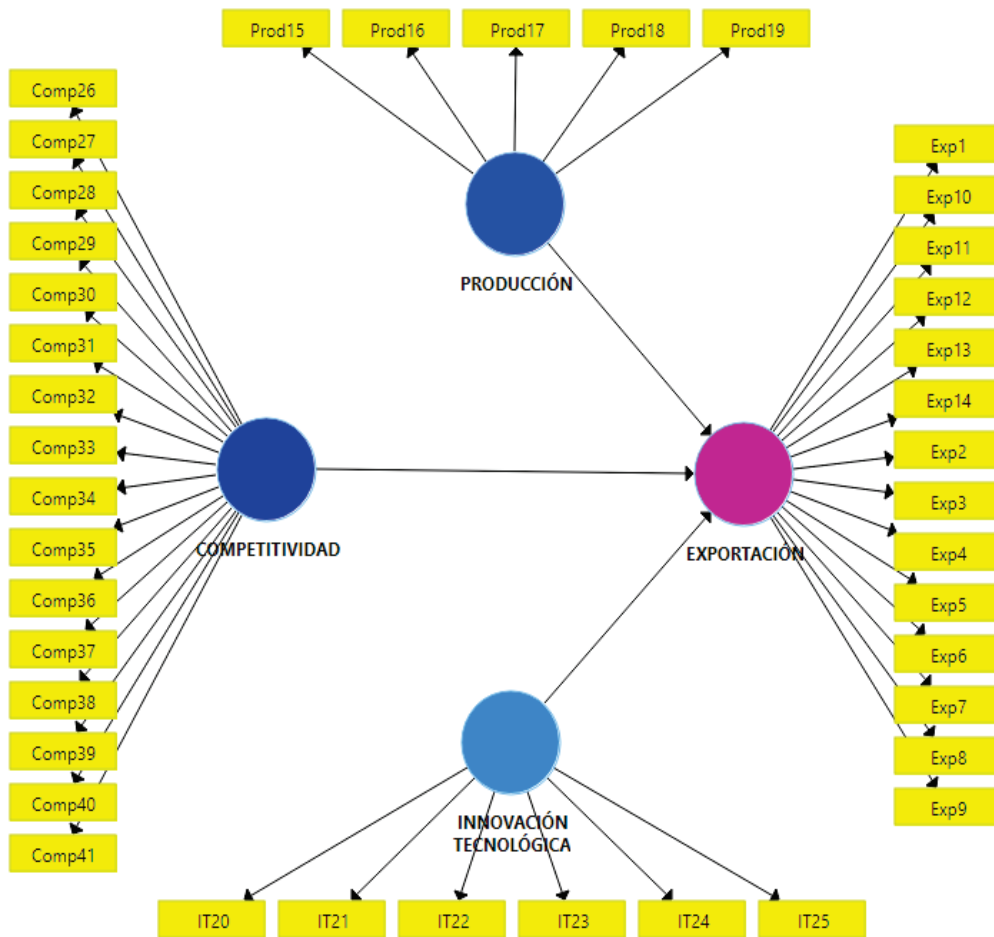 Prod15
Prod16
Prod17
Prod18
Prod19
Comp26
Comp27
Comp28
Comp29
Comp30
Comp31
Comp32
Comp33
Comp34
Comp35
Comp36
Comp37
Comp38
Comp39
Comp40
Comp41
PRODUCCIÓN
COMPETITIVIDAD
EXPORTACIÓN
INNOVACIÓN
TECNOLÓGICA
Exp1
Exp10
Exp11
Exp12
Exp13
Exp14
Exp2
Exp3
Exp4
Exp5
Exp6
Exp7
Exp8
Exp9
IT20
IT21
IT22
IT23
IT24
IT25